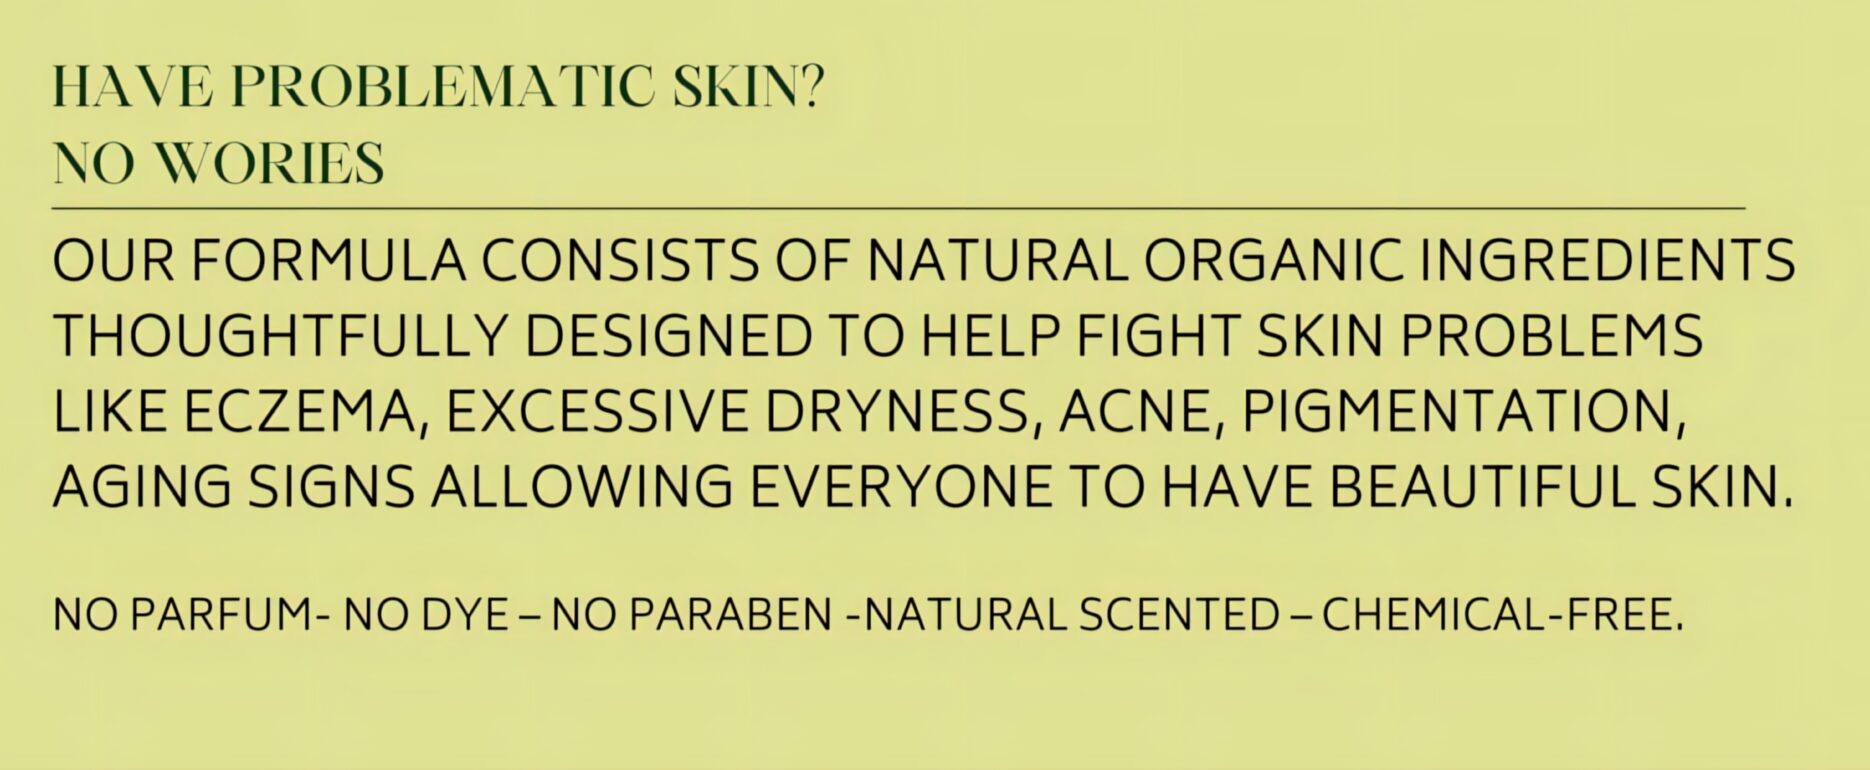 HAVE PROBLEMATIC SKIN?
NO WORIES
OUR FORMULA CONSISTS OF NATURAL ORGANIC INGREDIENTS
THOUGHTFULLY DESIGNED TO HELP FIGHT SKIN PROBLEMS
LIKE ECZEMA, EXCESSIVE DRYNESS, ACNE, PIGMENTATION,
AGING SIGNS ALLOWING EVERYONE TO HAVE BEAUTIFUL SKIN.
NO PARFUM- NO DYE – NO PARABEN -NATURAL SCENTED – CHEMICAL-FREE.